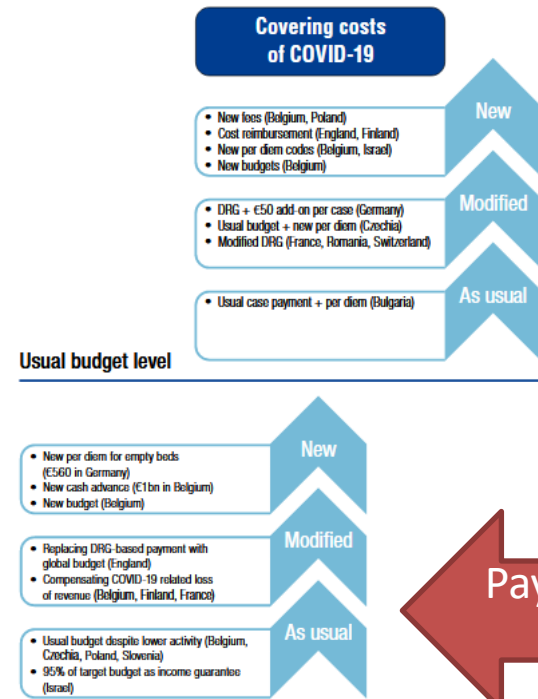 Covering costs
of COVID-19
• New fees (Belgium, Poland)
• Cost reimbursement (England, Finland)
• New per diem codes (Belgium, Israel)
• New budgets (Belgium)
New
• DRG + €50 add-on per case (Germany)
• Usual budget + new per diem (Czechia)
• Modified DRG (France, Romania, Switzerland)
Modified
• Usual case payment + per diem (Bulgaria)
As usual
Usual budget level
• New per diem for empty beds
(€560 in Germany)
• New cash advance (€1bn in Belgium)
• New budget (Belgium)
New
• Replacing DRG-based payment with
global budget (England)
• Compensating COVID-19 related loss
of revenue (Belgium, Finland, France)
Modified
• Usual budget despite lower activity (Belgium,
Czechia, Poland, Slovenia)
• 95% of target budget as income guarantee
(Israel)
As usual
Pay